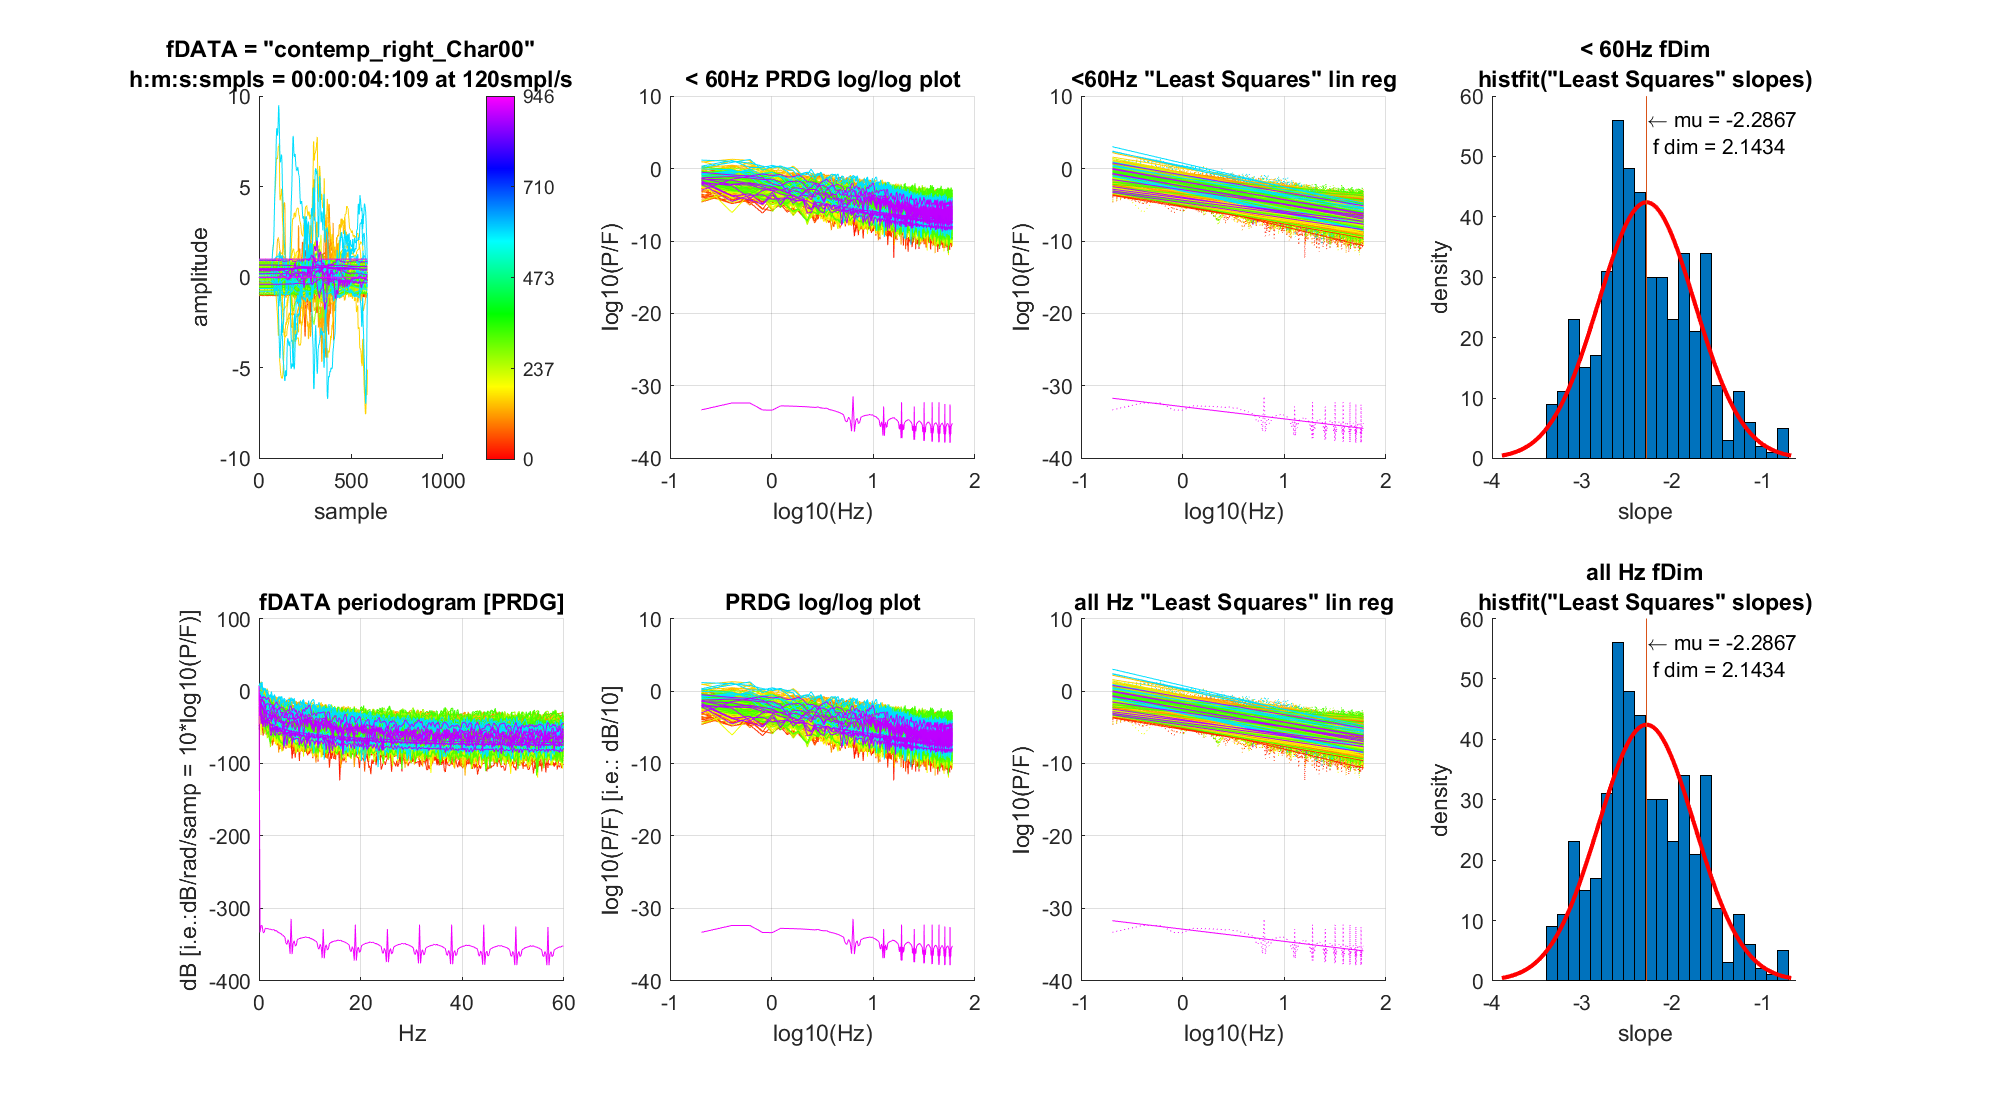 fDATA = "contemp_right_Char00"
h:m:s:smpls = 00:00:04:109 at 120smpl/s
10
5
0
-5
-10
amplitude
0
500
1000
sample
946
710
473
237
0
< 60Hz PRDG log/log plot
10
0
-10
-20
-30
-40
log10(P/F)
-1
0
1
2
log10(Hz)
<60Hz "Least Squares" lin reg
10
0
-10
-20
-30
-40
log10(P/F)
-1
0
1
2
log10(Hz)
< 60Hz fDim
histfit("Least Squares" slopes)
60
50
40
30
20
10
0
density
← mu = -2.2867
f dim = 2.1434
-4
-3
-2
-1
slope
fDATA periodogram [PRDG]
100
0
-100
-200
-300
-400
dB [i.e.:dB/rad/samp = 10*log10(P/F)]
0
20
40
60
Hz
PRDG log/log plot
10
0
-10
-20
-30
-40
log10(P/F) [i.e.: dB/10]
-1
0
1
2
log10(Hz)
all Hz "Least Squares" lin reg
10
0
-10
-20
-30
-40
log10(P/F)
-1
0
1
2
log10(Hz)
all Hz fDim
histfit("Least Squares" slopes)
60
50
40
30
20
10
0
density
← mu = -2.2867
f dim = 2.1434
-4
-3
-2
-1
slope